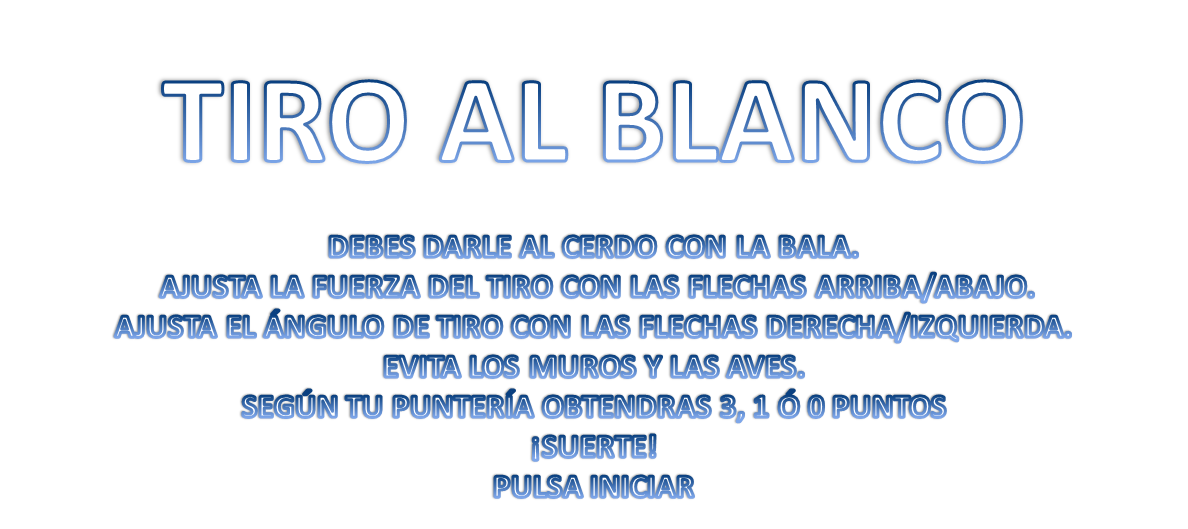 TIRO AL BLANCO
DEBES DARLE AL CERDO CON LA BALA.
AJUSTA LA FUERZA DEL TIRO CON LAS FLECHAS ARRIBA/ABAJO.
AJUSTA EL ÁNGULO DE TIRO CON LAS FLECHAS DERECHA/IZQUIERDA.
EVITA LOS MUROS Y LAS AVES.
SEGÚN TU PUNTERÍA OBTENDRAS 3, 1 Ó 0 PUNTOS
¡SUERTE!
PULSA INICIAR